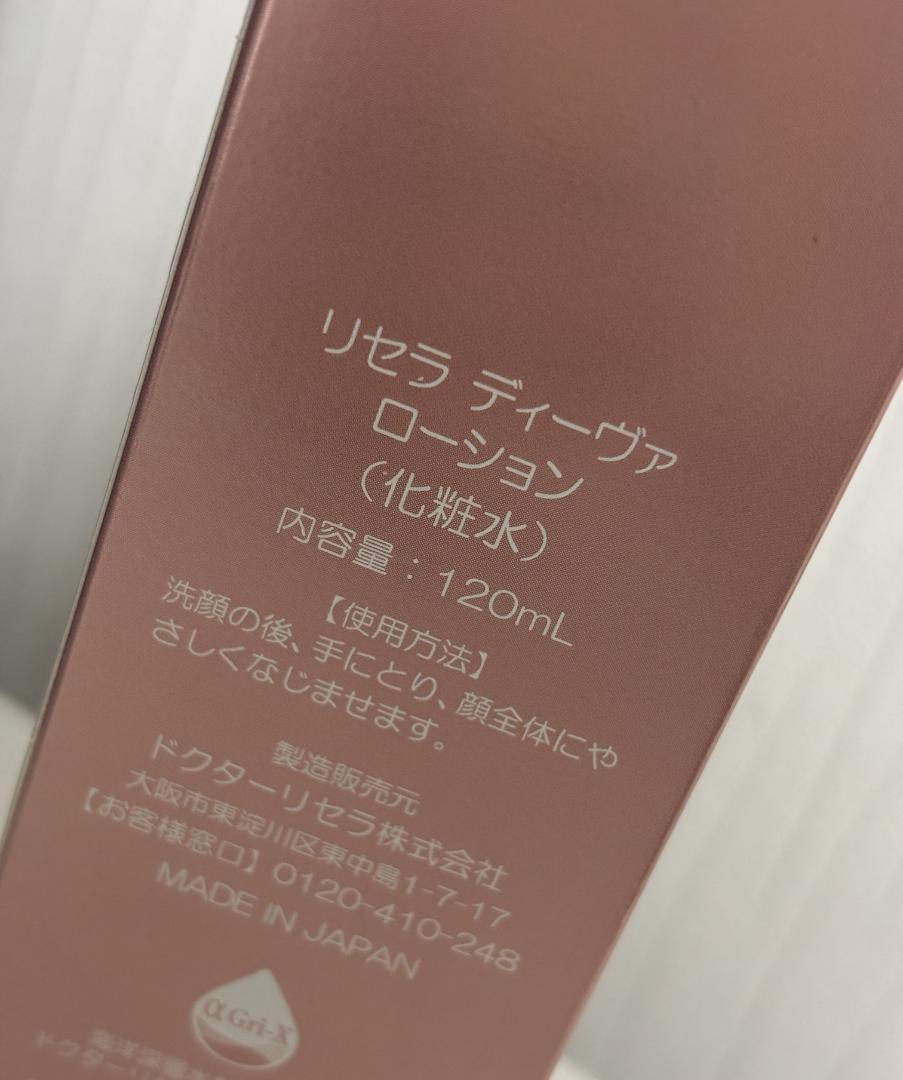 リセラ ディーヴァ
ローション
（化粧水）
内容量：120mL
【使用方法】
洗顔の後、手にとり、顔全体にや
さしくなじませます。
製造販売元
ドクターリセラ株式会社
大阪市東淀川区東中島1-7-17
【お客様窓口】0120-410-248
MADE IN JAPAN
αGri-X